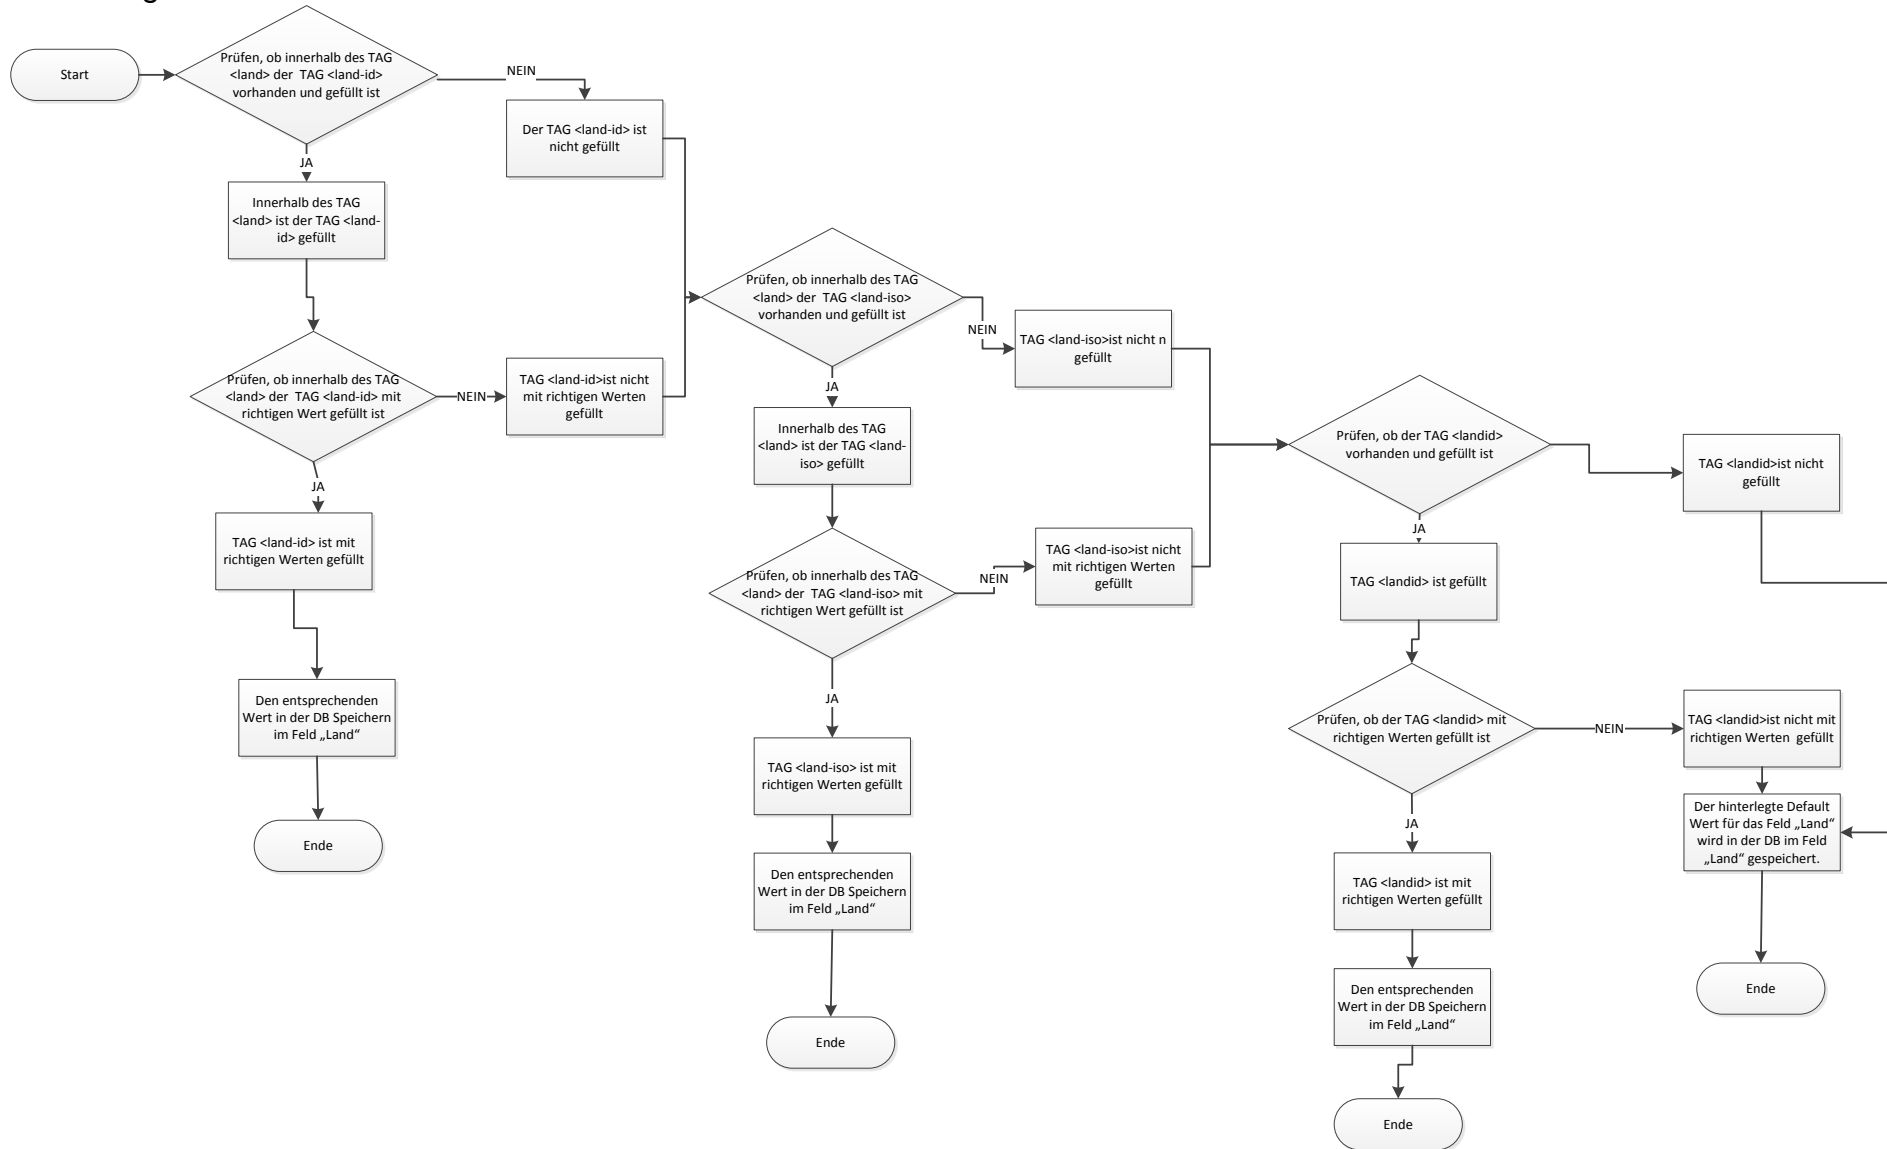 Start
Prüfen, ob innerhalb des TAG
<land> der TAG <land-id>
vorhanden und gefüllt ist
NEIN
Der TAG <land-id> ist
nicht gefüllt
JA
Innerhalb des TAG
<land> ist der TAG <land-
id> gefüllt
Prüfen, ob innerhalb des TAG
<land> der TAG <land-id> mit
richtigen Wert gefüllt ist
NEIN
TAG <land-id>ist nicht
mit richtigen Werten
gefüllt
JA
TAG <land-id> ist mit
richtigen Werten gefüllt
Den entsprechenden
Wert in der DB Speichern
im Feld „Land“
Ende
Prüfen, ob innerhalb des TAG
<land> der TAG <land-iso>
vorhanden und gefüllt ist
NEIN
TAG <land-iso>ist nicht n
gefüllt
JA
Innerhalb des TAG
<land> ist der TAG <land-
iso> gefüllt
Prüfen, ob innerhalb des TAG
<land> der TAG <land-iso> mit
richtigen Wert gefüllt ist
NEIN
TAG <land-iso>ist nicht
mit richtigen Werten
gefüllt
JA
TAG <land-iso> ist mit
richtigen Werten gefüllt
Den entsprechenden
Wert in der DB Speichern
im Feld „Land“
Ende
Prüfen, ob der TAG <landid>
vorhanden und gefüllt ist
TAG <landid>ist nicht
gefüllt
JA
TAG <landid> ist gefüllt
Prüfen, ob der TAG <landid> mit
richtigen Werten gefüllt ist
NEIN
TAG <landid>ist nicht mit
richtigen Werten gefüllt
Der hinterlegte Default
Wert für das Feld „Land“
wird in der DB im Feld
„Land“ gespeichert.
Ende
JA
TAG <landid> ist mit
richtigen Werten gefüllt
Den entsprechenden
Wert in der DB Speichern
im Feld „Land“
Ende